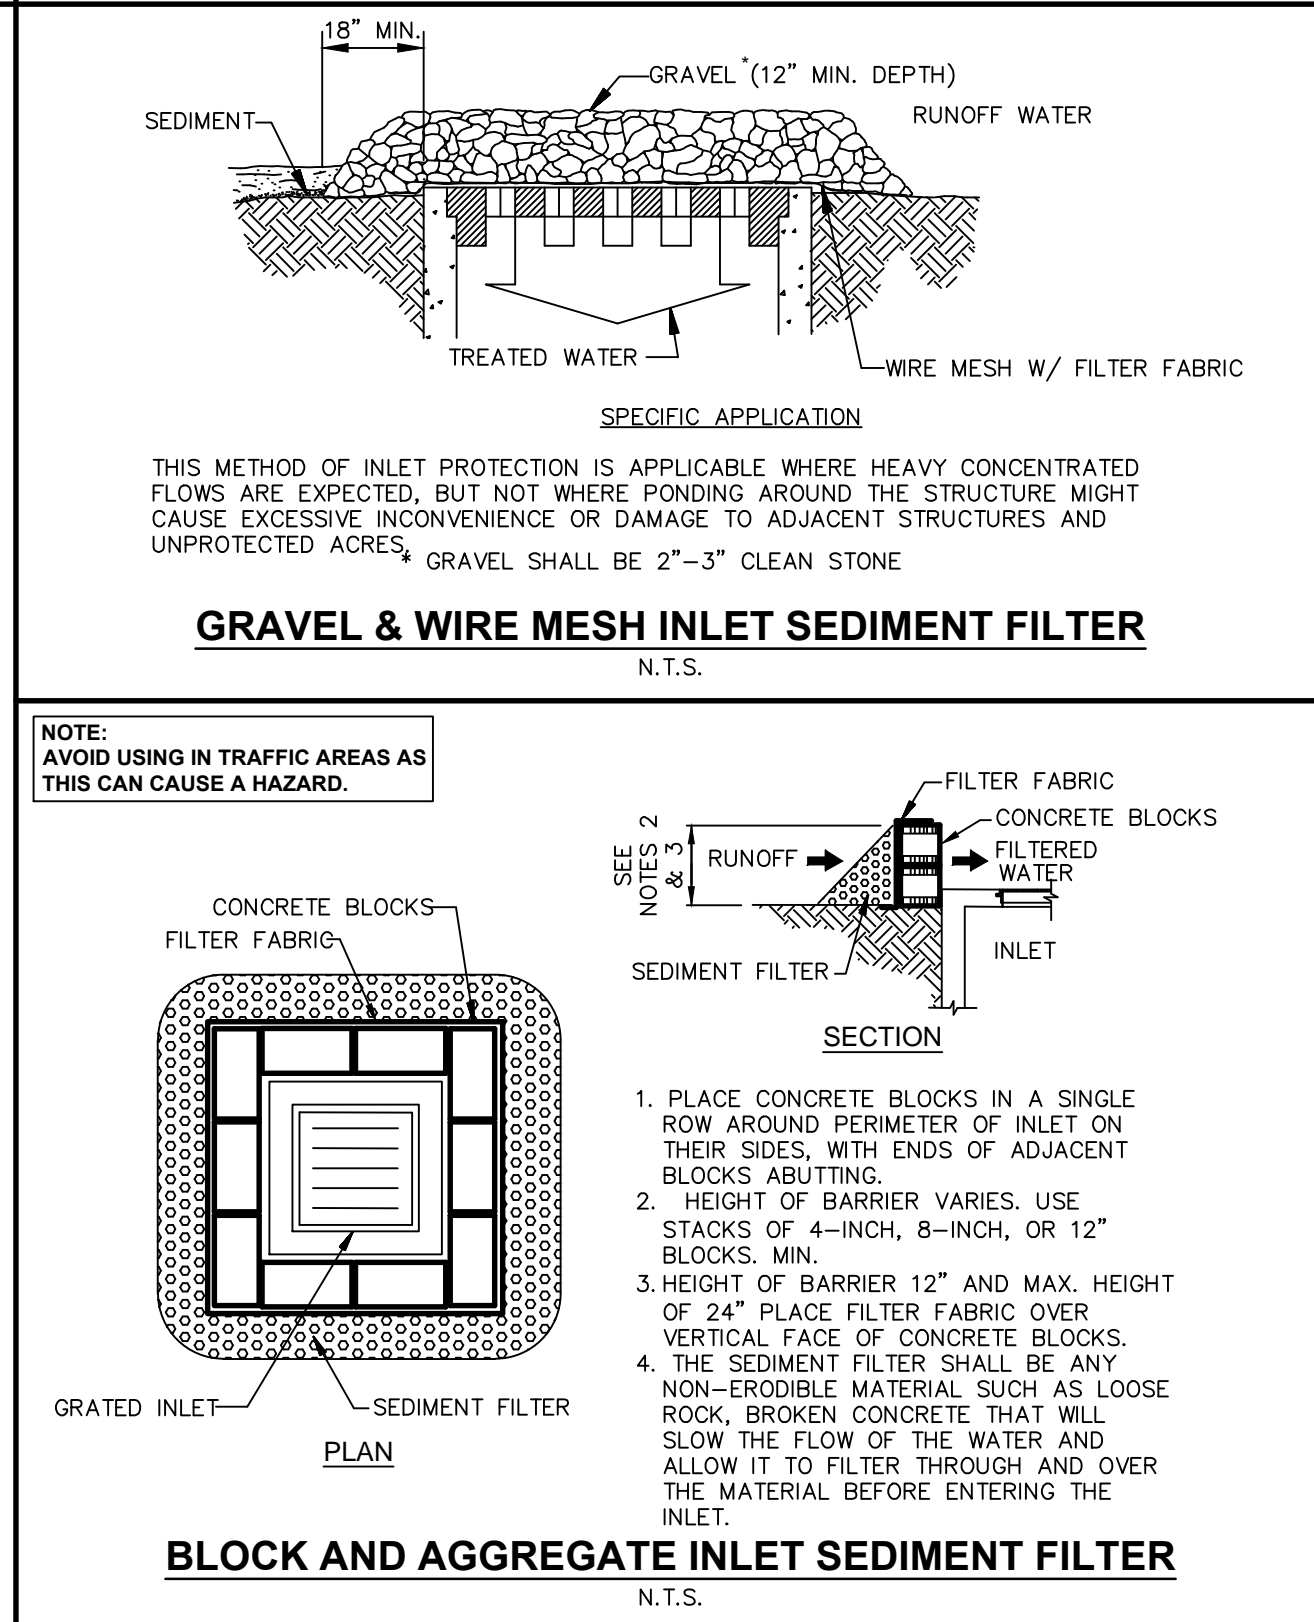 18" MIN.
GRAVEL *(12" MIN. DEPTH)
RUNOFF WATER
SEDIMENT
TREATED WATER
WIRE MESH W/ FILTER FABRIC
SPECIFIC APPLICATION
THIS METHOD OF INLET PROTECTION IS APPLICABLE WHERE HEAVY CONCENTRATED
FLOWS ARE EXPECTED, BUT NOT WHERE PONDING AROUND THE STRUCTURE MIGHT
CAUSE EXCESSIVE INCONVENIENCE OR DAMAGE TO ADJACENT STRUCTURES AND
UNPROTECTED ACRES.
* GRAVEL SHALL BE 2"-3" CLEAN STONE
GRAVEL & WIRE MESH INLET SEDIMENT FILTER
N.T.S.
NOTE:
AVOID USING IN TRAFFIC AREAS AS
THIS CAN CAUSE A HAZARD.
CONCRETE BLOCKS
FILTER FABRIC
GRATED INLET
SEDIMENT FILTER
PLAN
FILTER FABRIC
CONCRETE BLOCKS
SEE
NOTES 2
& 3
RUNOFF
FILTERED
WATER
SEDIMENT FILTER
INLET
SECTION
1. PLACE CONCRETE BLOCKS IN A SINGLE
ROW AROUND PERIMETER OF INLET ON
THEIR SIDES, WITH ENDS OF ADJACENT
BLOCKS ABUTTING.
2. HEIGHT OF BARRIER VARIES. USE
STACKS OF 4-INCH, 8-INCH, OR 12"
BLOCKS. MIN.
3. HEIGHT OF BARRIER 12" AND MAX. HEIGHT
OF 24" PLACE FILTER FABRIC OVER
VERTICAL FACE OF CONCRETE BLOCKS.
4. THE SEDIMENT FILTER SHALL BE ANY
NON-ERODIBLE MATERIAL SUCH AS LOOSE
ROCK, BROKEN CONCRETE THAT WILL
SLOW THE FLOW OF THE WATER AND
ALLOW IT TO FILTER THROUGH AND OVER
THE MATERIAL BEFORE ENTERING THE
INLET.
BLOCK AND AGGREGATE INLET SEDIMENT FILTER
N.T.S.